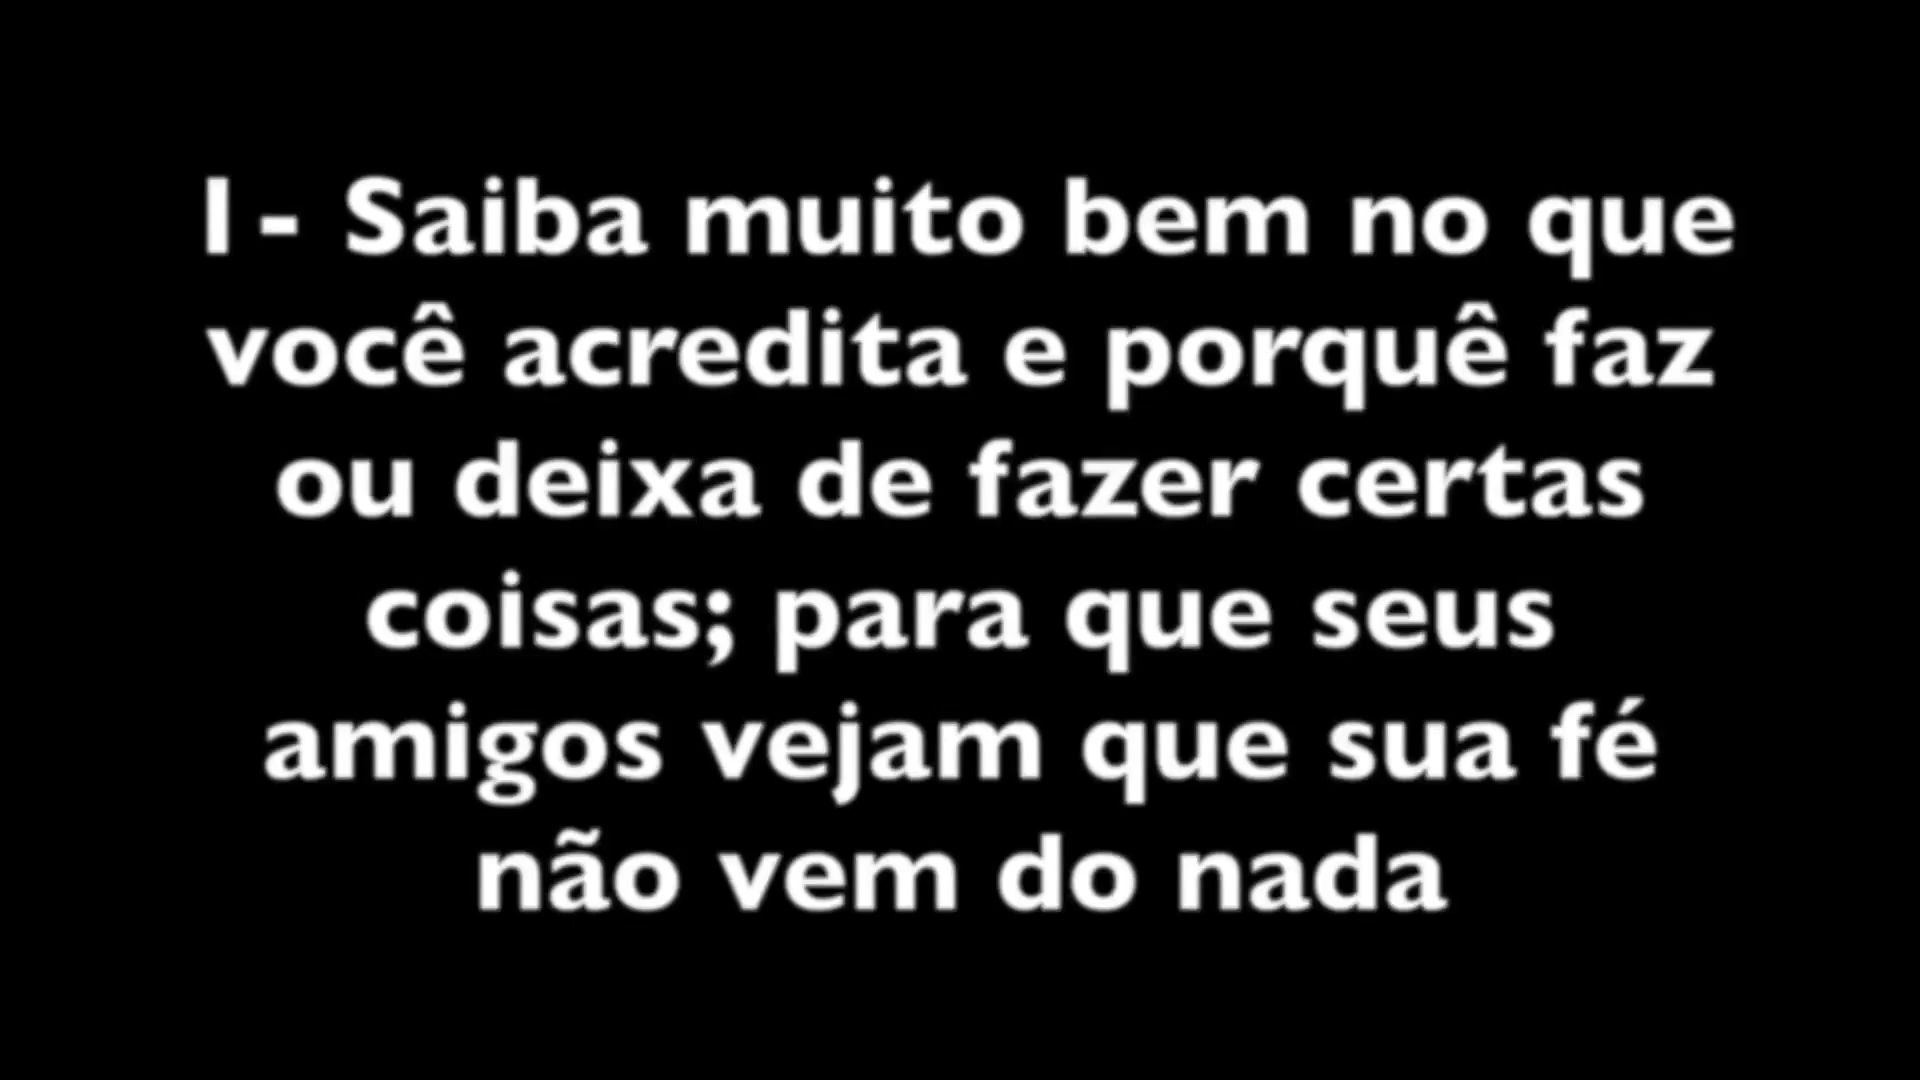 1- Saiba muito bem no que
você acredita e porquê faz
ou deixa de fazer certas
coisas; para que seus
amigos vejam que sua fé
não vem do nada